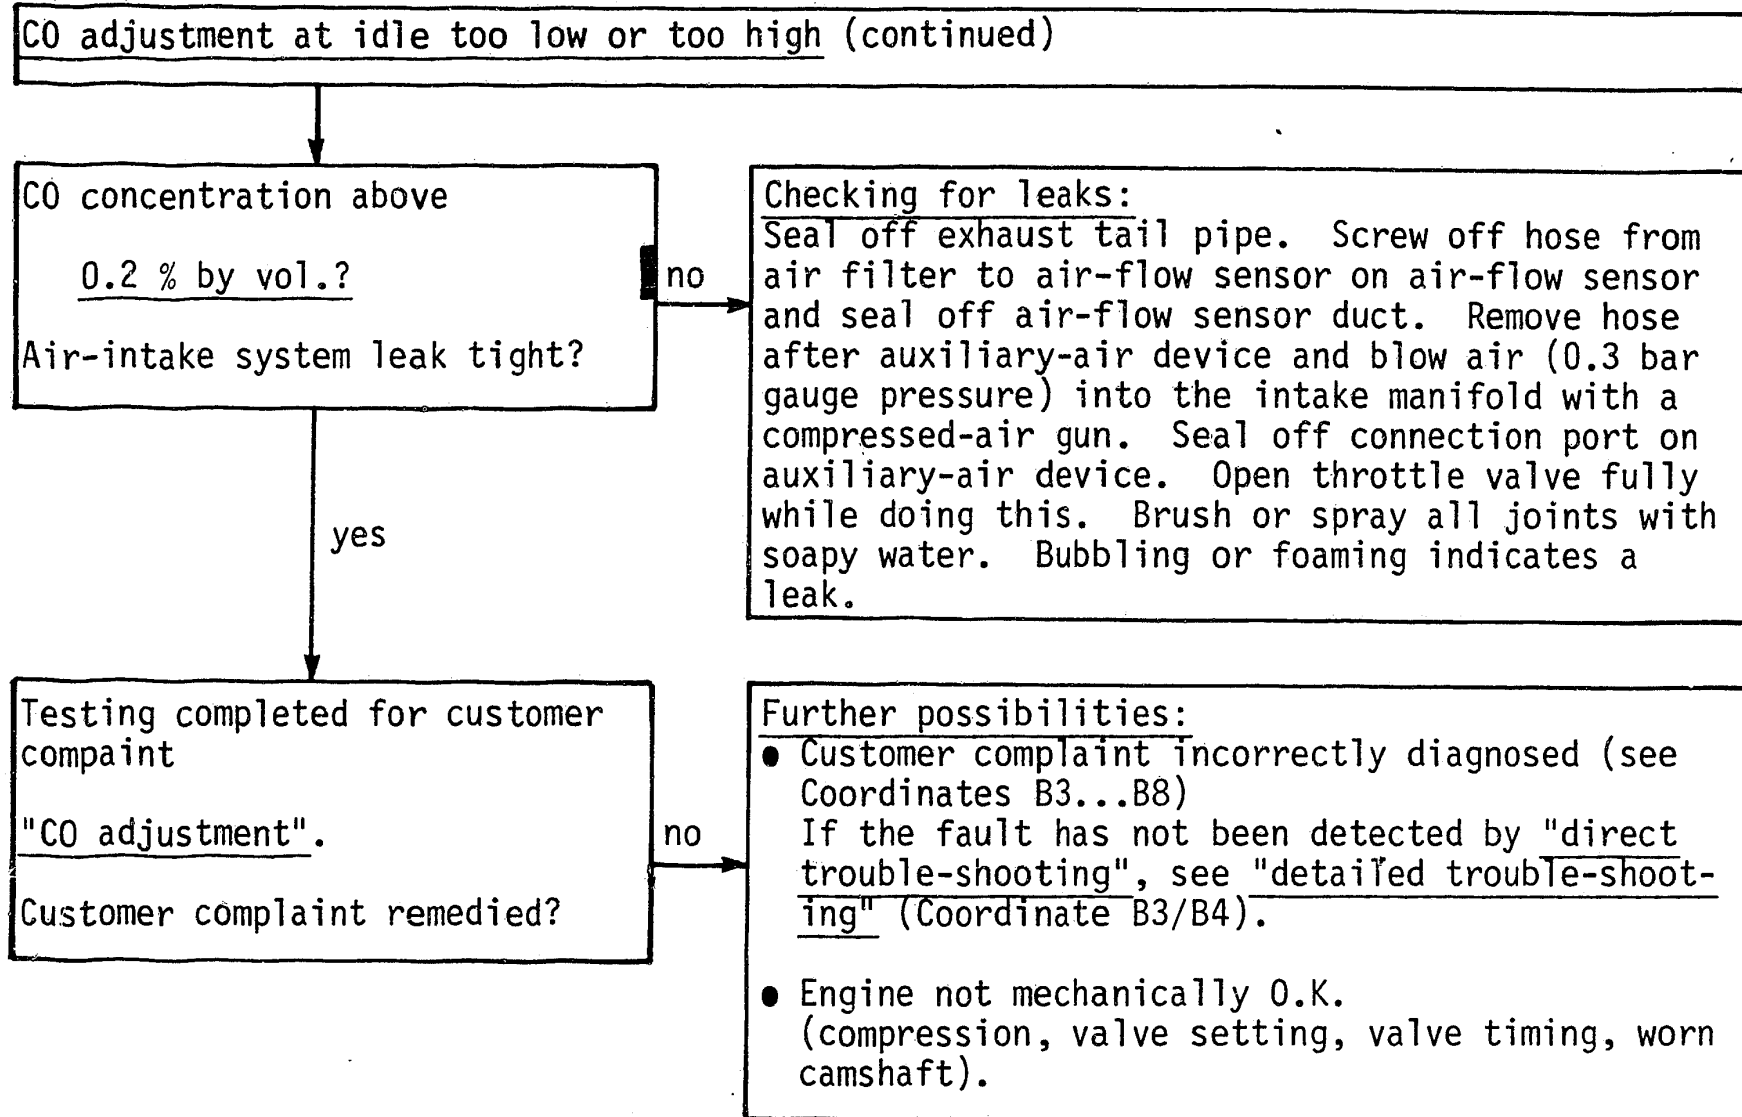 CO adjustment at idle too low or too high (continued)
CO concentration above
0.2 % by vol.?
Air-intake system leak tight?
no
Checking for leaks:
Seal off exhaust tail pipe. Screw off hose from
air filter to air-flow sensor on air-flow sensor
and seal off air-flow sensor duct. Remove hose
after auxiliary-air device and blow air (0.3 bar
gauge pressure) into the intake manifold with a
compressed-air gun. Seal off connection port on
auxiliary-air device. Open throttle valve fully
while doing this. Brush or spray all joints with
soapy water. Bubbling or foaming indicates a
leak.
yes
Testing completed for customer
compaint
"CO adjustment".
Customer complaint remedied?
no
Further possibilities:
● Customer complaint incorrectly diagnosed (see
Coordinates B3...B8)
If the fault has not been detected by "direct
trouble-shooting", see "detailed trouble-shoot-
ing" (Coordinate B3/B4).
● Engine not mechanically O.K.
(compression, valve setting, valve timing, worn
camshaft).